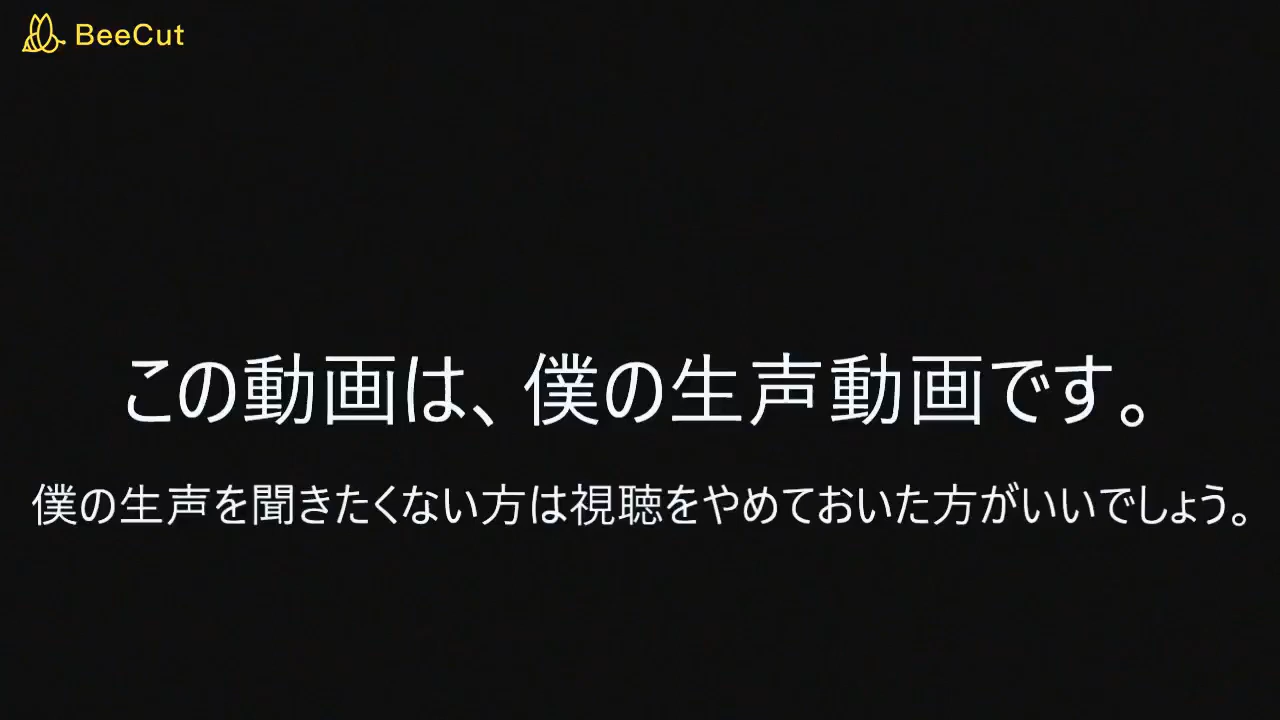 BeeCut
この動画は、僕の生声動画です。
僕の生声を聞きたくない方は視聴をやめておいた方がいいでしょう。